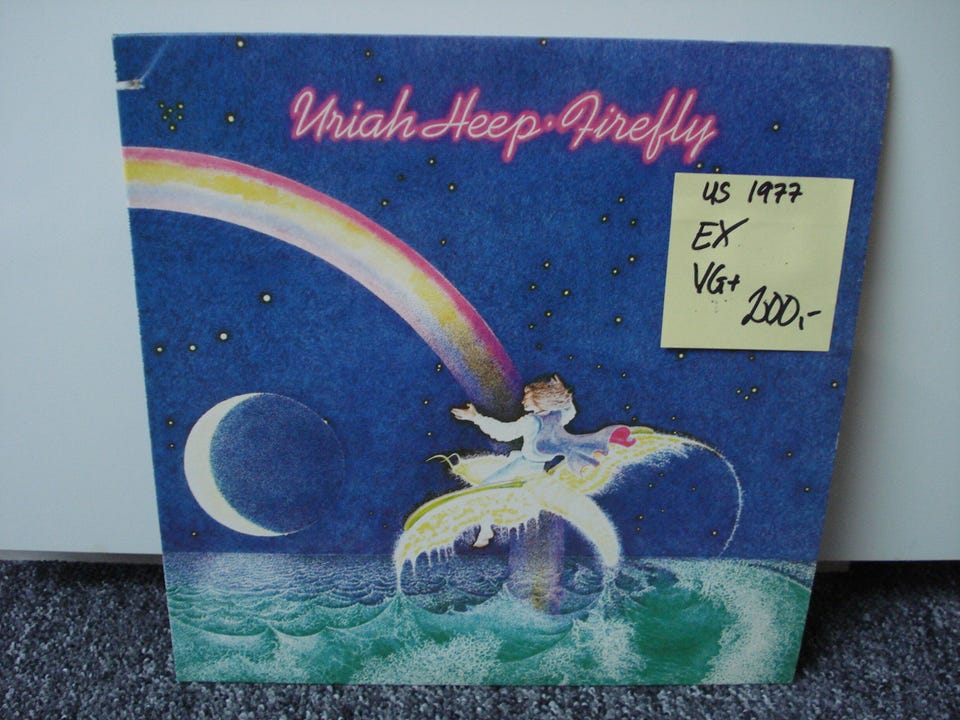 Uriah Heep · Firefly
US 1977
EX
VG+
200,-